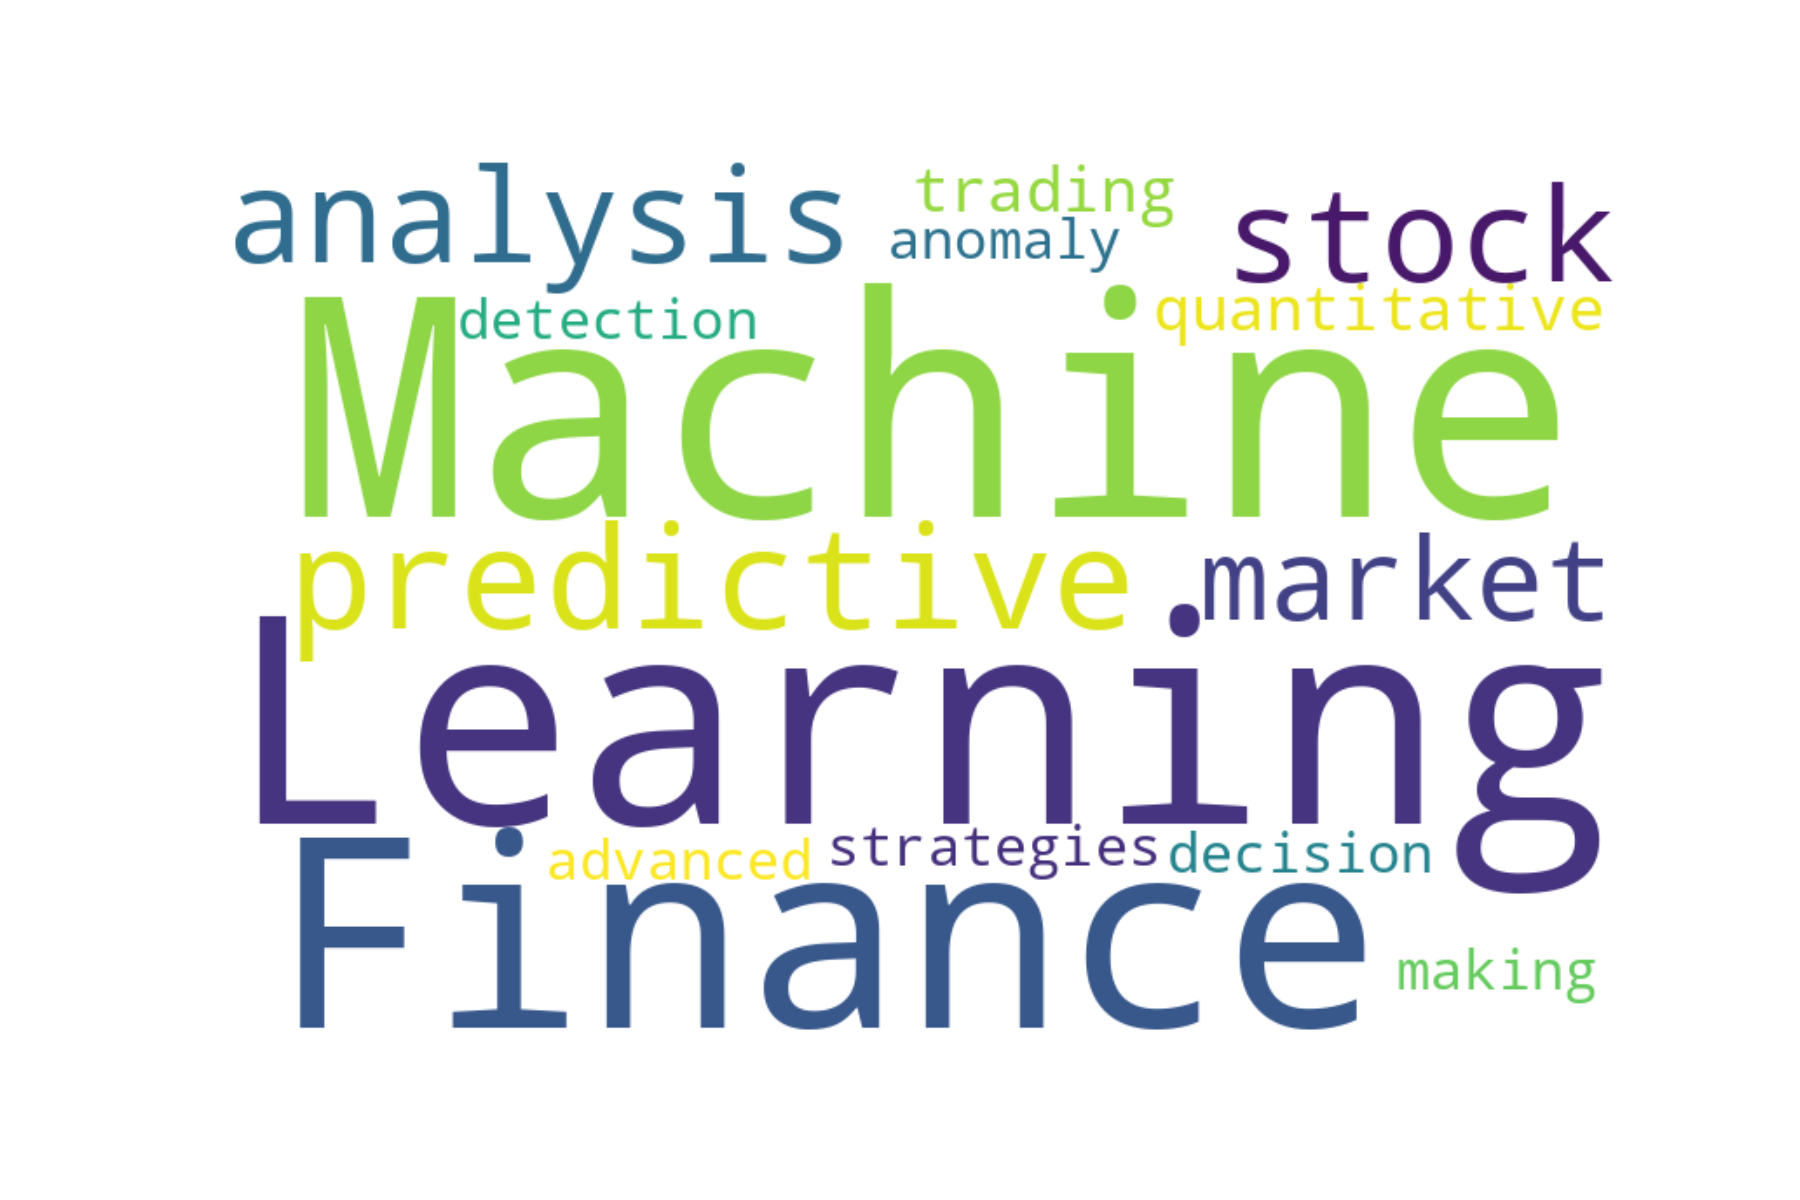 analysis
trading
stock
anomaly
detection
quantitative
Machine
predictive
market
Learning
advanced
strategies
decision
Finance
making